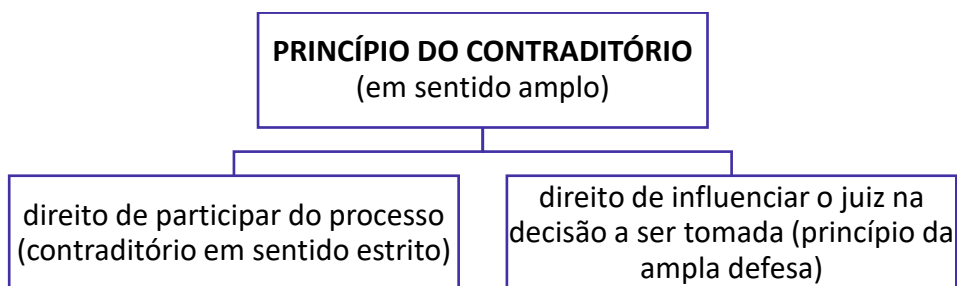 PRINCÍPIO DO CONTRADITÓRIO
(em sentido amplo)
direito de participar do processo
(contraditório em sentido estrito)
direito de influenciar o juiz na
decisão a ser tomada (princípio da
ampla defesa)